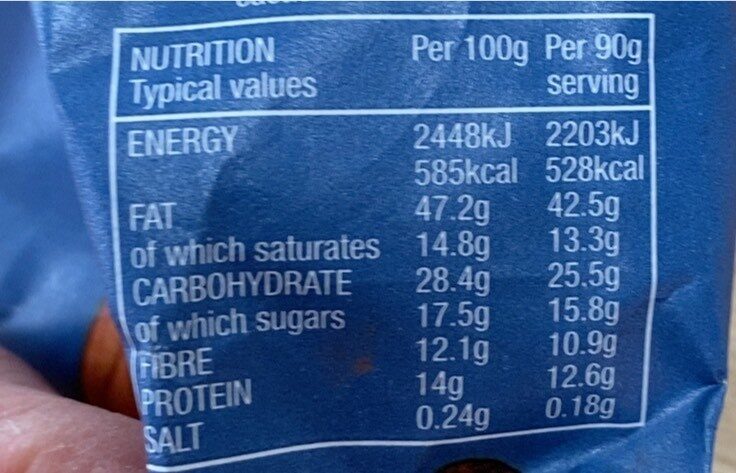 NUTRITION Per 100g Per 90g
Typical values serving
ENERGY 2448kJ 2203kJ
585kcal 528kcal
FAT 47.2g 42.5g
of which saturates 14.8g 13.3g
CARBOHYDRATE 28.4g 25.5g
of which sugars 17.5g 15.8g
FIBRE 12.1g 10.9g
PROTEIN 14g 12.6g
SALT 0.24g 0.18g